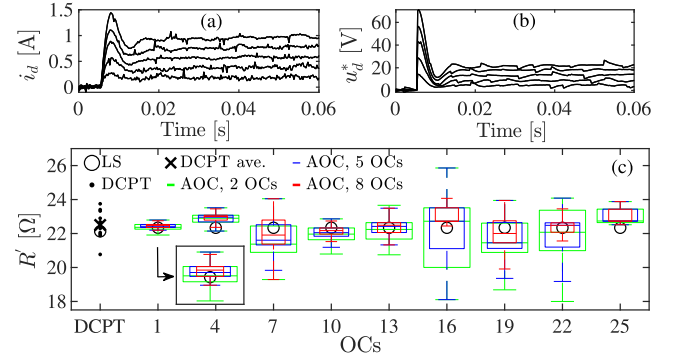 (a)
1.5
1
0.5
0
i_d [A]
0 0.02 0.04 0.06
Time [s]
(b)
60
40
20
0
u_d^* [V]
0 0.02 0.04 0.06
Time [s]
(c)
LS
DCPT ave.
AOC, 5 OCs
DCPT
AOC, 2 OCs
AOC, 8 OCs
26
24
22
20
18
R' [Ω]
DCPT 1 4 7 10 13 16 19 22 25
OCs